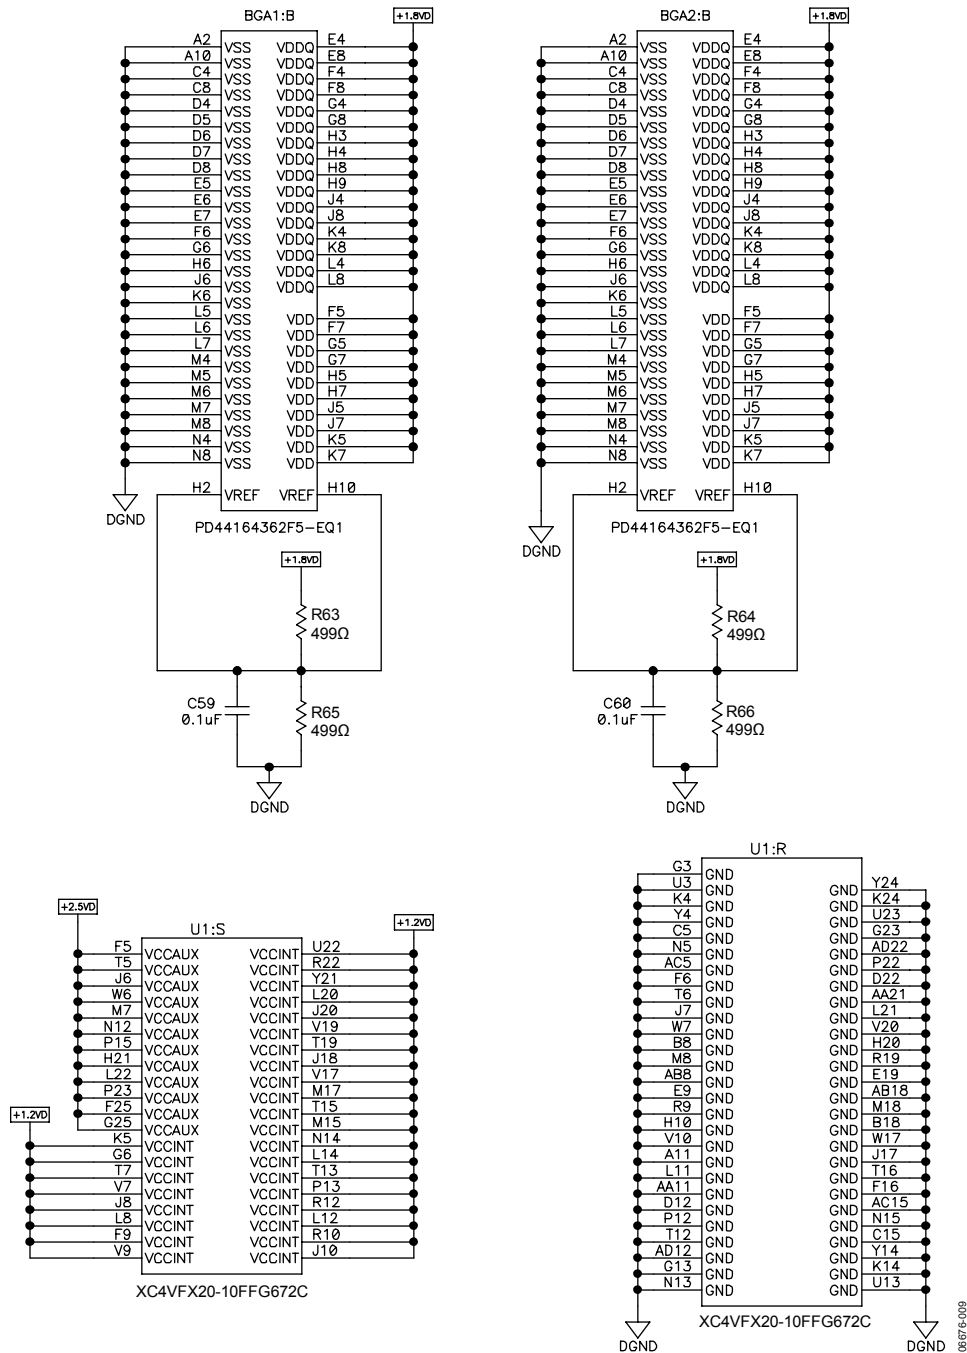 BGA1:B
+1.8VD
A2 VSS VDDQ E4
A10 VSS VDDQ E8
C4 VSS VDDQ F4
C8 VSS VDDQ F8
D4 VSS VDDQ G4
D5 VSS VDDQ G8
D6 VSS VDDQ H3
D7 VSS VDDQ H4
D8 VSS VDDQ H8
E5 VSS VDDQ H9
E6 VSS VDDQ J4
E7 VSS VDDQ J8
F6 VSS VDDQ K4
G6 VSS VDDQ K8
H6 VSS VDDQ L4
J6 VSS VDDQ L8
K6 VSS
L5 VSS VDD F5
L6 VSS VDD F7
L7 VSS VDD G5
M4 VSS VDD G7
M5 VSS VDD H5
M6 VSS VDD H7
M7 VSS VDD J5
M8 VSS VDD J7
N4 VSS VDD K5
N8 VSS VDD K7
H2 VREF VREF H10
DGND
PD44164362F5-EQ1
+1.8VD
R63
499Ω
C59
0.1uF
R65
499Ω
DGND
BGA2:B
+1.8VD
A2 VSS VDDQ E4
A10 VSS VDDQ E8
C4 VSS VDDQ F4
C8 VSS VDDQ F8
D4 VSS VDDQ G4
D5 VSS VDDQ G8
D6 VSS VDDQ H3
D7 VSS VDDQ H4
D8 VSS VDDQ H8
E5 VSS VDDQ H9
E6 VSS VDDQ J4
E7 VSS VDDQ J8
F6 VSS VDDQ K4
G6 VSS VDDQ K8
H6 VSS VDDQ L4
J6 VSS VDDQ L8
K6 VSS
L5 VSS VDD F5
L6 VSS VDD F7
L7 VSS VDD G5
M4 VSS VDD G7
M5 VSS VDD H5
M6 VSS VDD H7
M7 VSS VDD J5
M8 VSS VDD J7
N4 VSS VDD K5
N8 VSS VDD K7
H2 VREF VREF H10
DGND
PD44164362F5-EQ1
+1.8VD
R64
499Ω
C60
0.1uF
R66
499Ω
DGND
+2.5VD
U1:S
+1.2VD
F5 VCCAUX VCCINT U22
T5 VCCAUX VCCINT R22
J6 VCCAUX VCCINT Y21
W6 VCCAUX VCCINT L20
M7 VCCAUX VCCINT J20
N12 VCCAUX VCCINT V19
P15 VCCAUX VCCINT T19
H21 VCCAUX VCCINT J18
L22 VCCAUX VCCINT V17
P23 VCCAUX VCCINT M17
F25 VCCAUX VCCINT T15
G25 VCCAUX VCCINT M15
+1.2VD
K5 VCCINT VCCINT N14
G6 VCCINT VCCINT L14
T7 VCCINT VCCINT T13
V7 VCCINT VCCINT P13
J8 VCCINT VCCINT R12
L8 VCCINT VCCINT L12
F9 VCCINT VCCINT R10
V9 VCCINT VCCINT J10
XC4VFX20-10FFG672C
U1:R
G3 GND
U3 GND GND Y24
K4 GND GND K24
Y4 GND GND U23
C5 GND GND G23
N5 GND GND AD22
AC5 GND GND P22
F6 GND GND D22
T6 GND GND AA21
J7 GND GND L21
W7 GND GND V20
B8 GND GND H20
M8 GND GND R19
AB8 GND GND E19
E9 GND GND AB18
R9 GND GND M18
H10 GND GND B18
V10 GND GND W17
A11 GND GND J17
L11 GND GND T16
AA11 GND GND F16
D12 GND GND AC15
P12 GND GND N15
T12 GND GND C15
AD12 GND GND Y14
G13 GND GND K14
N13 GND GND U13
XC4VFX20-10FFG672C
DGND
DGND
06676-009